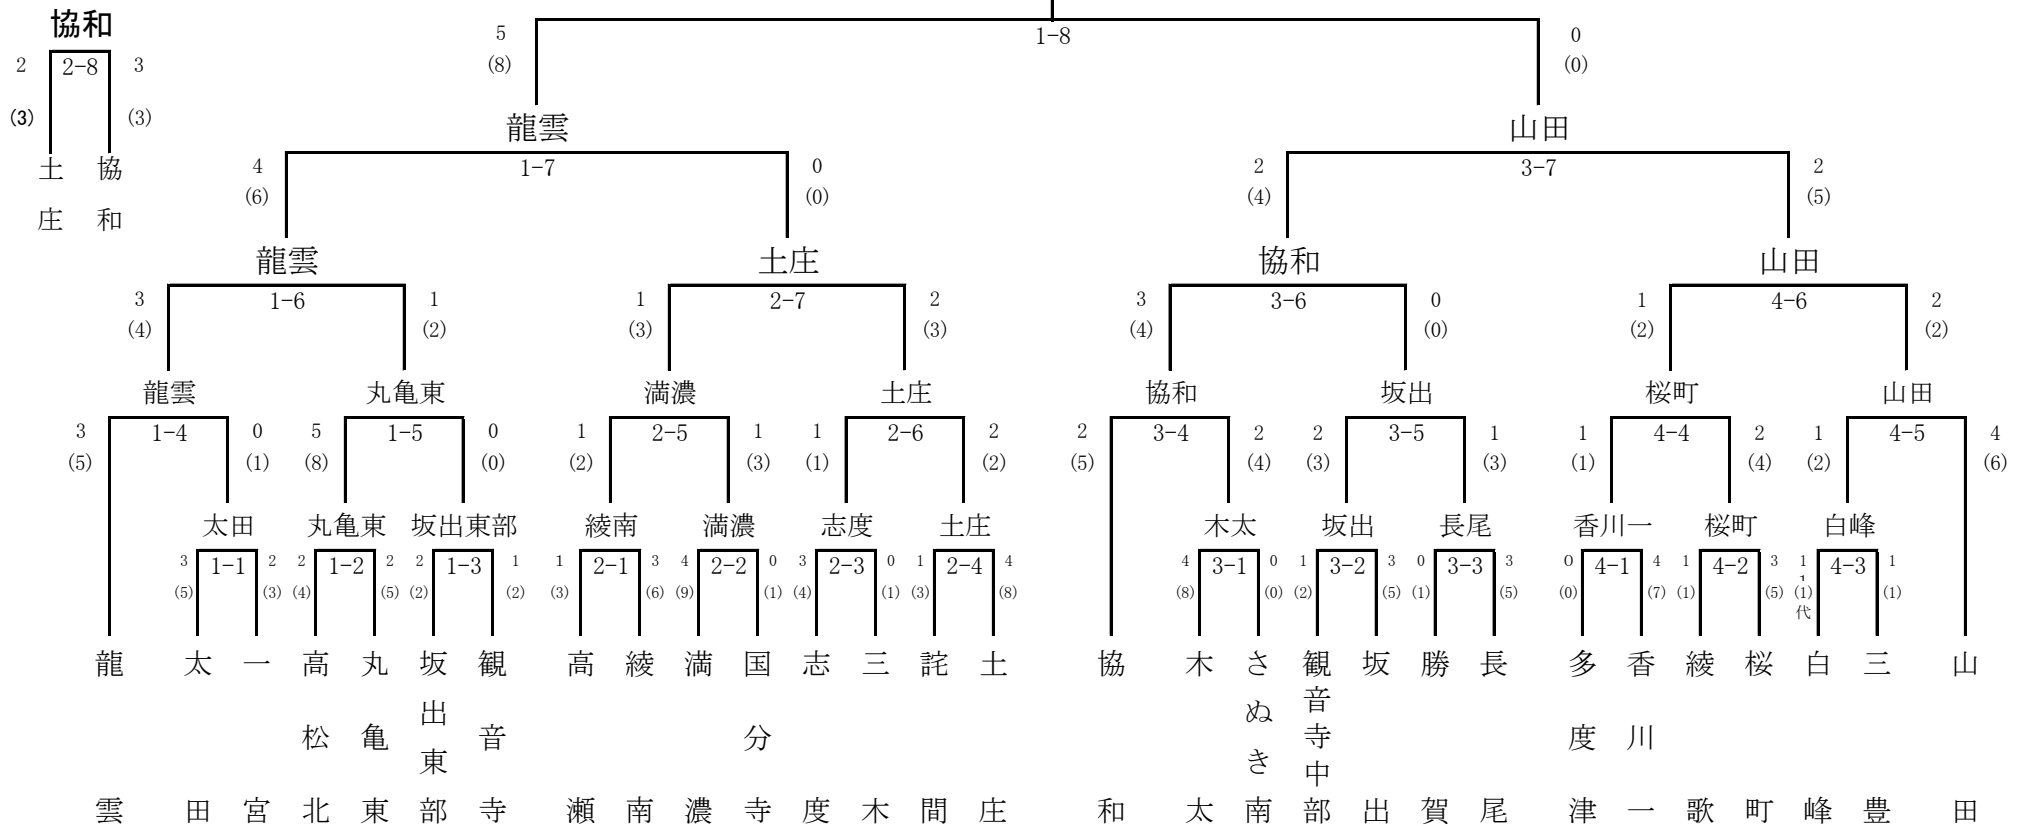 協和
2 2-8 3
(3) (3)
土庄 協和
5 1-8 0
(8) (0)
龍雲 山田
4 1-7 0 2 3-7 2
(6) (0) (4) (5)
龍雲 土庄 協和 山田
3 1-6 1 1 2-7 2 3 3-6 0 1 4-6 2
(4) (2) (3) (3) (4) (0) (2) (2)
龍雲 丸亀東 満濃 土庄 協和 坂出 桜町 山田
3 1-4 0 5 1-5 0 1 2-5 1 1 2-6 2 2 3-4 2 2 3-5 1 1 4-4 2 1 4-5 4
(5) (1) (8) (0) (2) (3) (1) (2) (5) (4) (3) (3) (1) (4) (2) (6)
太田 丸亀東 坂出東部 綾南 満濃 志度 土庄 木太 坂出 長尾 香川一 桜町 白峰
3 1-1 2 2 1-2 2 2 1-3 1 1 2-1 3 4 2-2 0 3 2-3 0 1 2-4 4 4 3-1 0 1 3-2 3 0 3-3 3 0 4-1 4 1 4-2 3 1 4-3 1
(5) (3) (4) (5) (2) (2) (3) (6) (9) (1) (4) (1) (3) (8) (8) (0) (2) (5) (1) (5) (0) (7) (1) (5) (1) (1)
代
龍雲 太田 一宮 高松北 丸亀東 坂出東部 観音寺 高瀬 綾南 満濃 国分寺 志度 三木 詫間 土庄 協和 木太 さぬき南 観音寺中部 坂出 勝賀 長尾 多度津 香川一 綾歌 桜町 白峰 三豊 山田